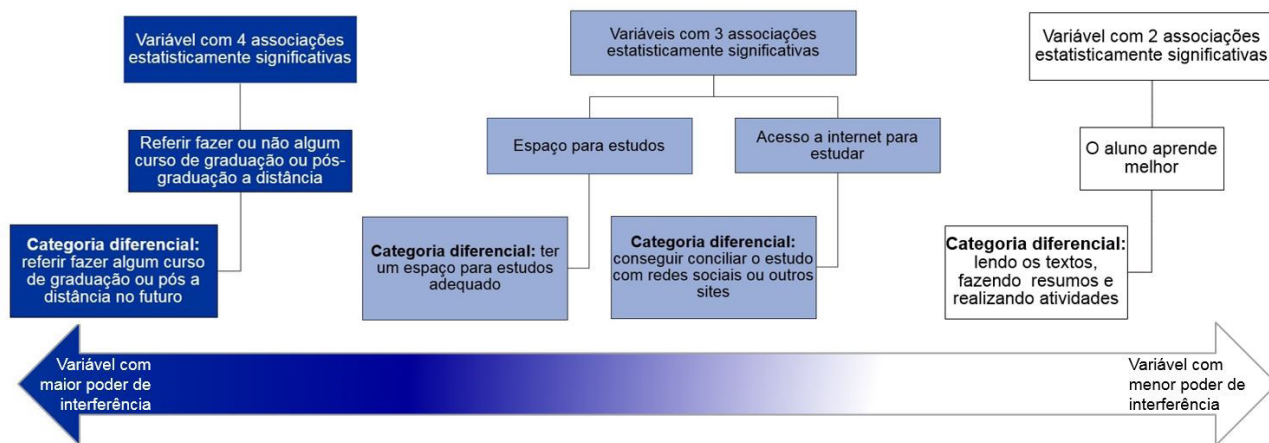 Variável com 4 associações
estatisticamente significativas
Referir fazer ou não algum
curso de graduação ou pós-
graduação a distância
Categoria diferencial:
referir fazer algum curso
de graduação ou pós a
distância no futuro
Variáveis com 3 associações
estatisticamente significativas
Espaço para estudos
Acesso a internet para
estudar
Categoria diferencial: ter
um espaço para estudos
adequado
Categoria diferencial:
conseguir conciliar o estudo
com redes sociais ou outros
sites
Variável com 2 associações
estatisticamente significativas
O aluno aprende
melhor
Categoria diferencial:
lendo os textos,
fazendo resumos e
realizando atividades
Variável com
maior poder de
interferência
Variável com
menor poder de
interferência